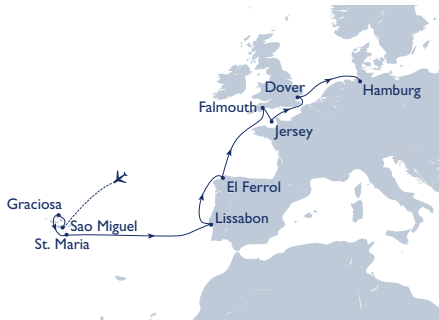 Dover
Hamburg
Falmouth
Jersey
El Ferrol
Graciosa
Lissabon
Sao Miguel
St. Maria